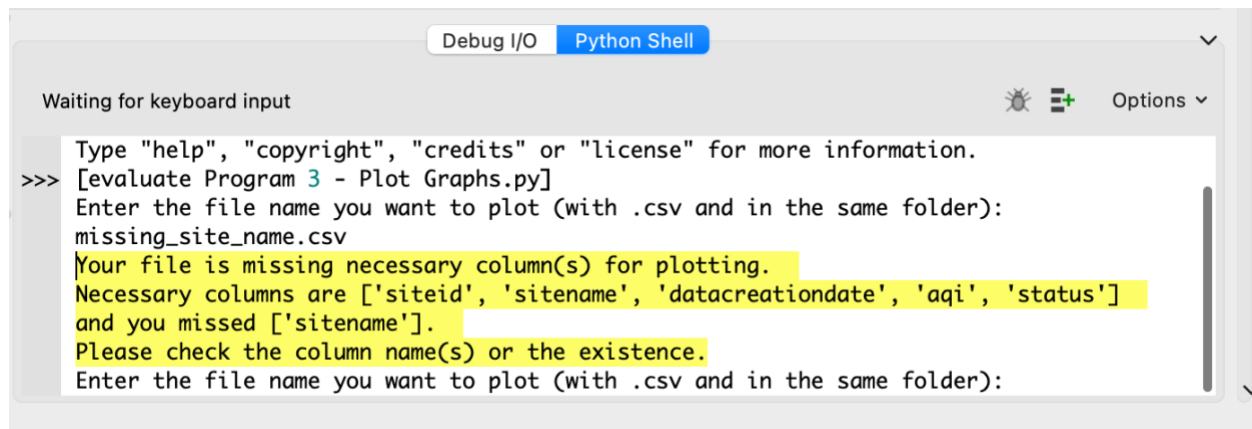 Debug I/O Python Shell
Waiting for keyboard input Options
Type "help", "copyright", "credits" or "license" for more information.
>>> [evaluate Program 3 - Plot Graphs.py]
Enter the file name you want to plot (with .csv and in the same folder):
missing_site_name.csv
Your file is missing necessary column(s) for plotting.
Necessary columns are ['siteid', 'sitename', 'datacreationdate', 'aqi', 'status']
and you missed ['sitename'].
Please check the column name(s) or the existence.
Enter the file name you want to plot (with .csv and in the same folder):